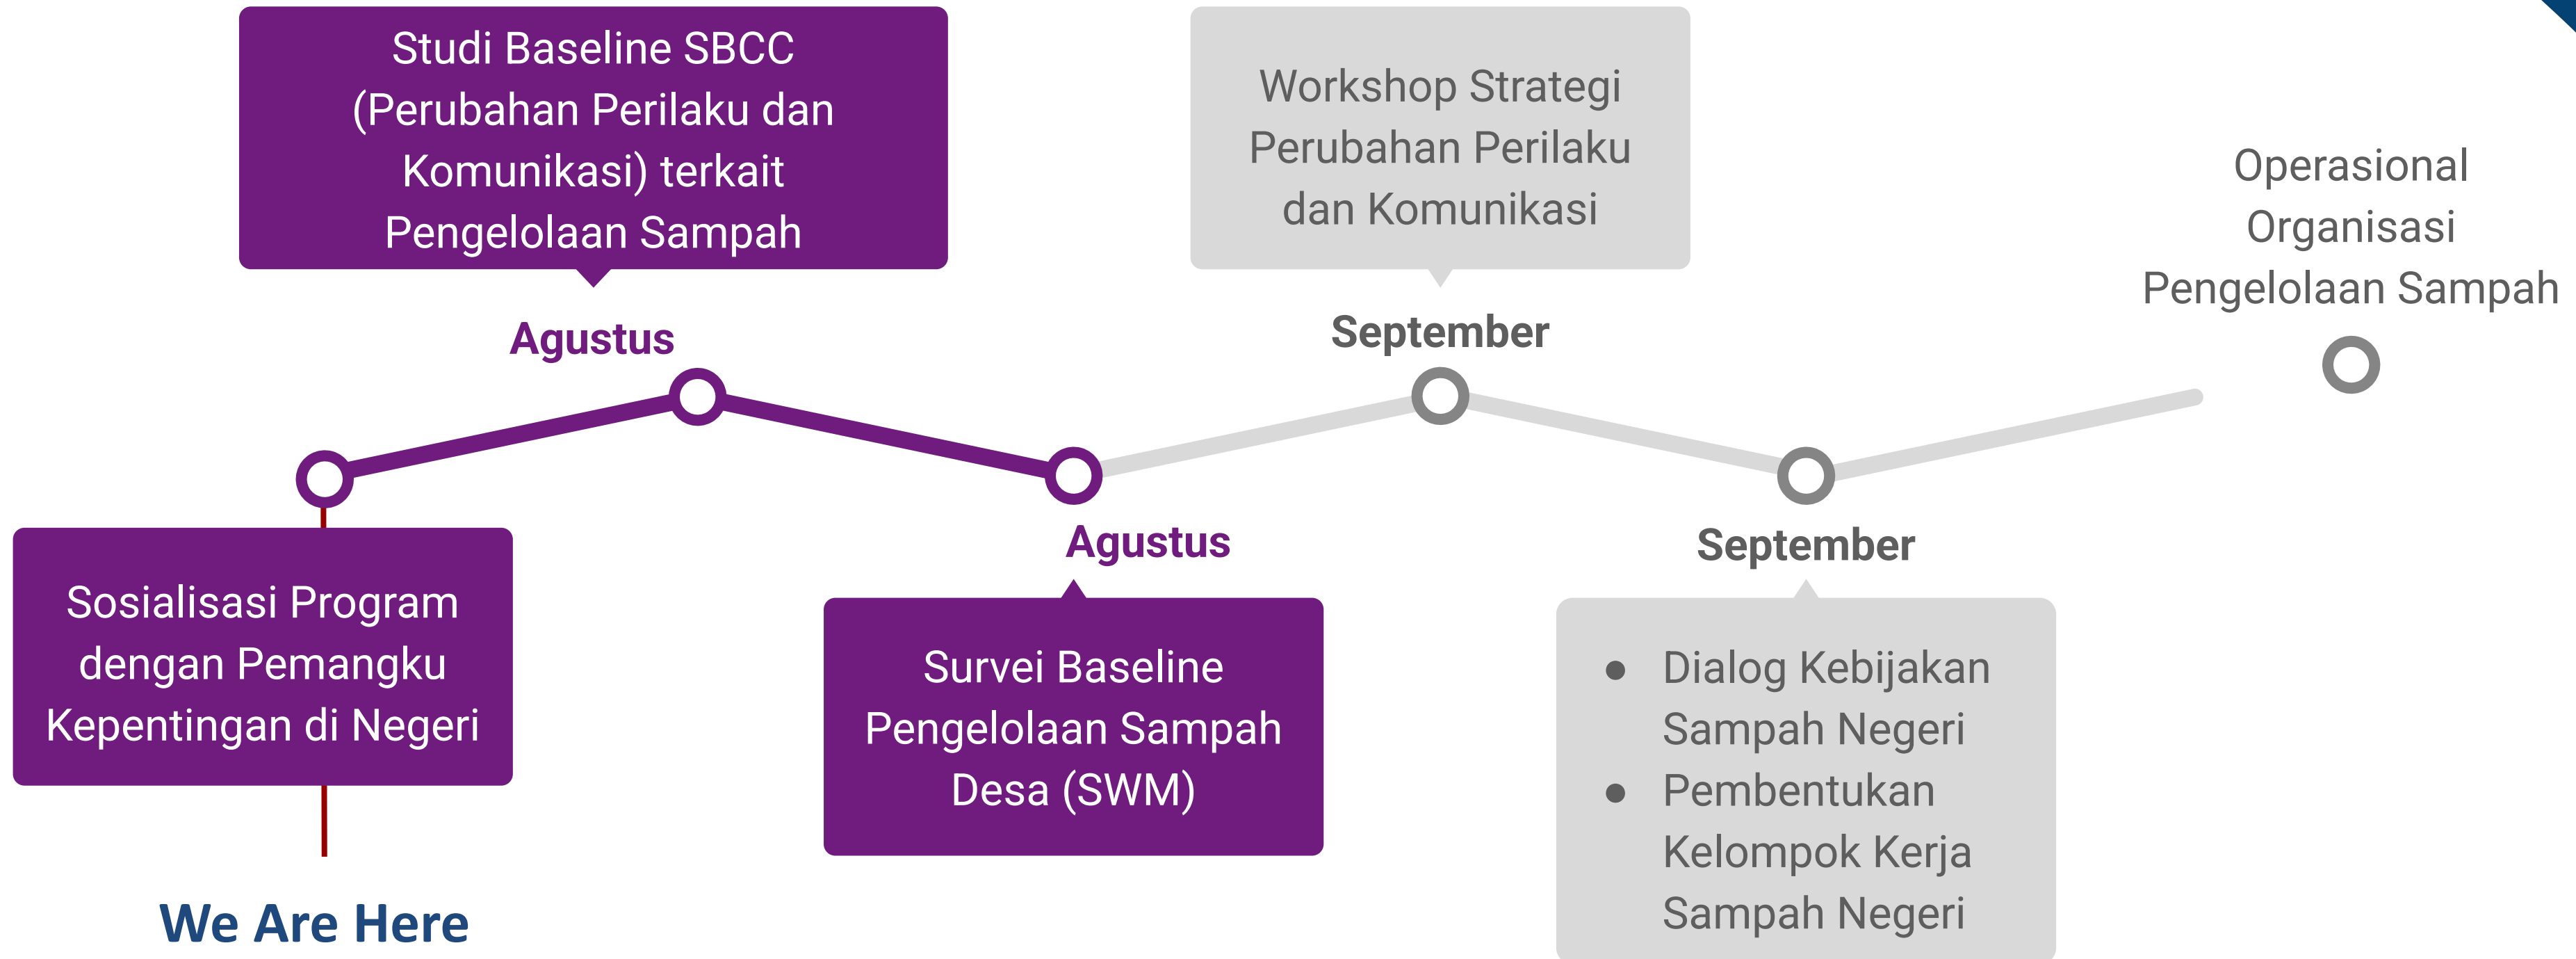 Studi Baseline SBCC
(Perubahan Perilaku dan
Komunikasi) terkait
Pengelolaan Sampah
Agustus
Workshop Strategi
Perubahan Perilaku
dan Komunikasi
September
Operasional
Organisasi
Pengelolaan Sampah
Sosialisasi Program
dengan Pemangku
Kepentingan di Negeri
We Are Here
Agustus
Survei Baseline
Pengelolaan Sampah
Desa (SWM)
September
● Dialog Kebijakan
Sampah Negeri
● Pembentukan
Kelompok Kerja
Sampah Negeri